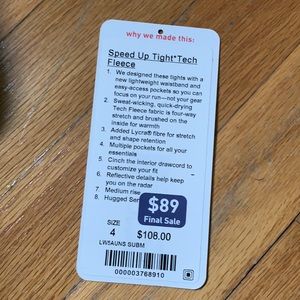 why we made this:
Speed Up Tight*Tech
Fleece
1. We designed these tights with a
new lightweight waistband and
easy-access pockets so you can
focus on your run—not your gear
2. Sweat-wicking, quick-drying
Tech Fleece fabric is four-way
stretch and brushed on the
inside for warmth
3. Added Lycra® fibre for stretch
and shape retention
4. Multiple pockets for all your
essentials
5. Cinch the interior drawcord to
customize your fit
6. Reflective details help keep
you on the radar
7. Medium rise
8. Hugged Sen
$89
Final Sale
SIZE
4 $108.00
LW5AUNS SUBM
000003768910